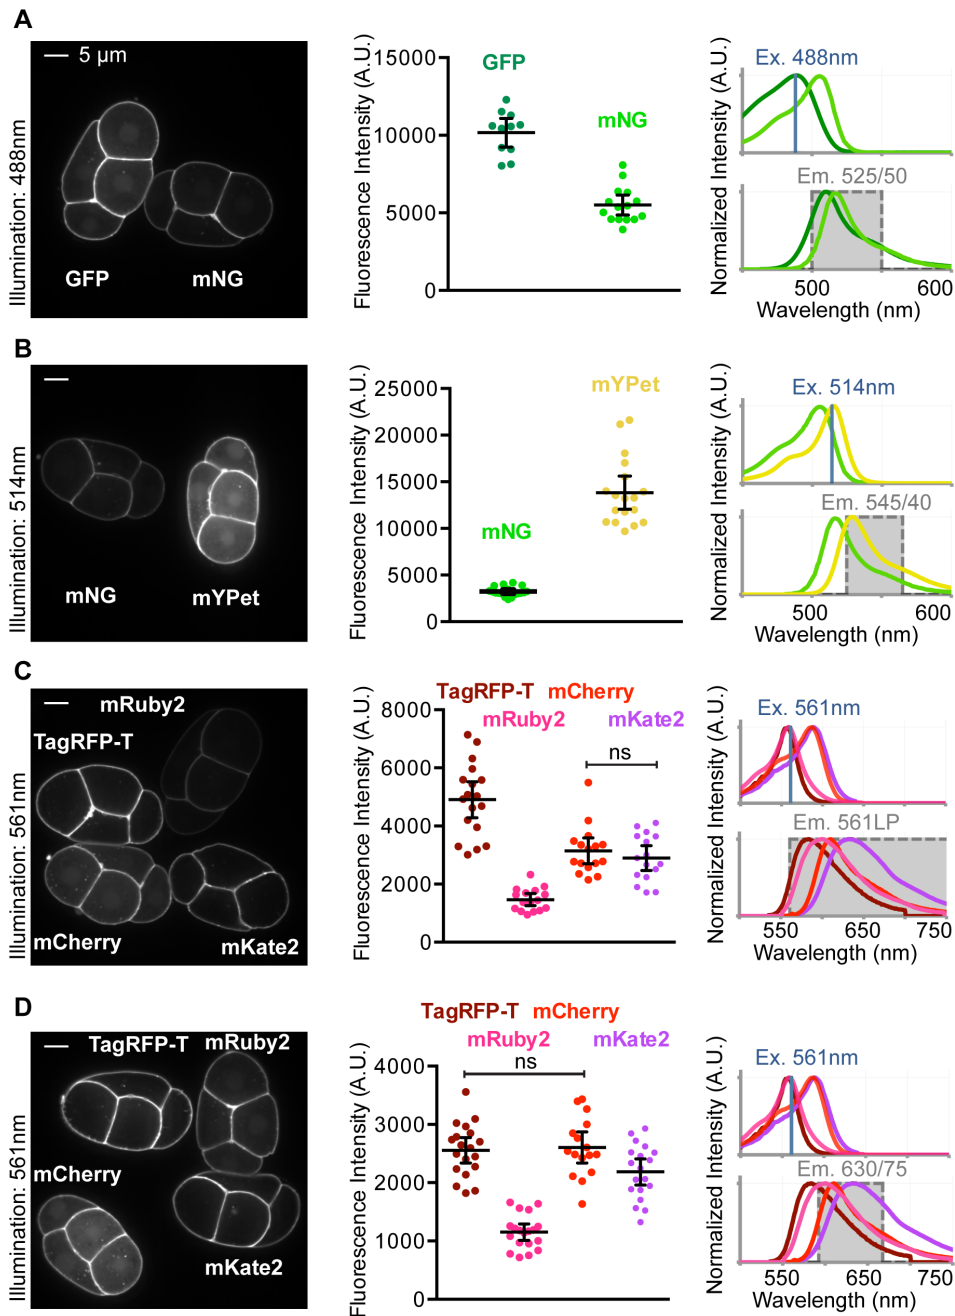 A
Illumination: 488nm
5 µm
GFP
mNG
Fluorescence Intensity (A.U.)
15000
10000
5000
0
GFP
mNG
Normalized Intensity (A.U.)
Ex. 488nm
Em. 525/50
500
600
Wavelength (nm)
B
Illumination: 514nm
mNG
mYPet
Fluorescence Intensity (A.U.)
25000
20000
15000
10000
5000
0
mNG
mYPet
Normalized Intensity (A.U.)
Ex. 514nm
Em. 545/40
500
600
Wavelength (nm)
C
Illumination: 561nm
mRuby2
TagRFP-T
mCherry
mKate2
Fluorescence Intensity (A.U.)
8000
6000
4000
2000
0
TagRFP-T mCherry
mRuby2 mKate2
ns
Normalized Intensity (A.U.)
Ex. 561nm
Em. 561LP
550
650
750
Wavelength (nm)
D
Illumination: 561nm
TagRFP-T mRuby2
mCherry
mKate2
Fluorescence Intensity (A.U.)
4000
3000
2000
1000
0
TagRFP-T mCherry
mRuby2 mKate2
ns
Normalized Intensity (A.U.)
Ex. 561nm
Em. 630/75
550
650
750
Wavelength (nm)